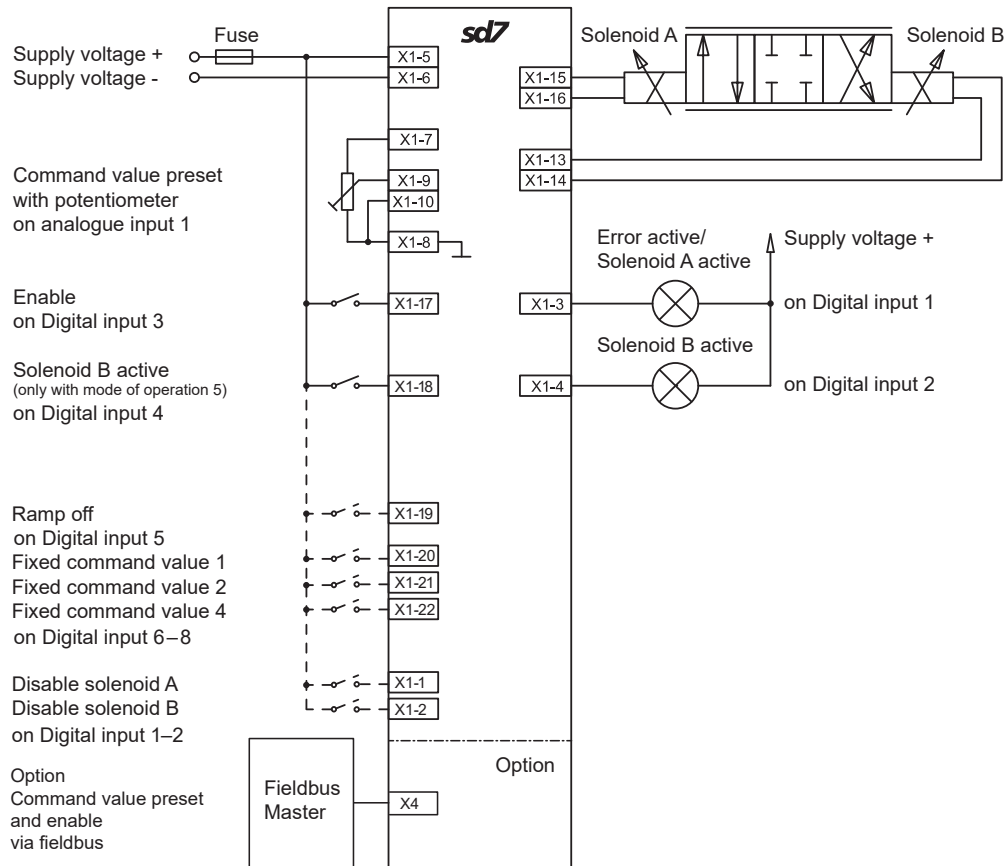 sd7
Fuse
Supply voltage +
Supply voltage -
X1-5
X1-6
Solenoid A
Solenoid B
X1-15
X1-16
X1-13
X1-14
Command value preset
with potentiometer
on analogue input 1
X1-7
X1-9
X1-10
X1-8
Error active/
Solenoid A active
Supply voltage +
Enable
on Digital input 3
X1-17
X1-3
on Digital input 1
Solenoid B active
Solenoid B active
(only with mode of operation 5)
on Digital input 4
X1-18
X1-4
on Digital input 2
Ramp off
on Digital input 5
X1-19
Fixed command value 1
X1-20
Fixed command value 2
X1-21
Fixed command value 4
X1-22
on Digital input 6–8
Disable solenoid A
X1-1
Disable solenoid B
X1-2
on Digital input 1–2
Option
Option
Command value preset
and enable
via fieldbus
Fieldbus
Master
X4